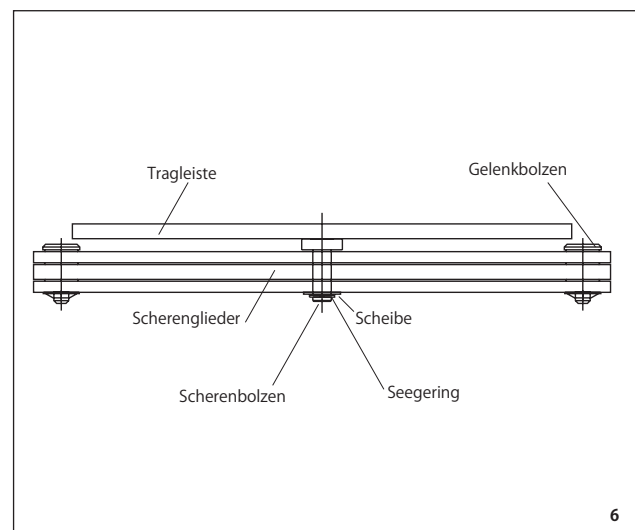 Tragleiste
Gelenkbolzen
Scherenglieder
Scheibe
Scherenbolzen
Seegering
6